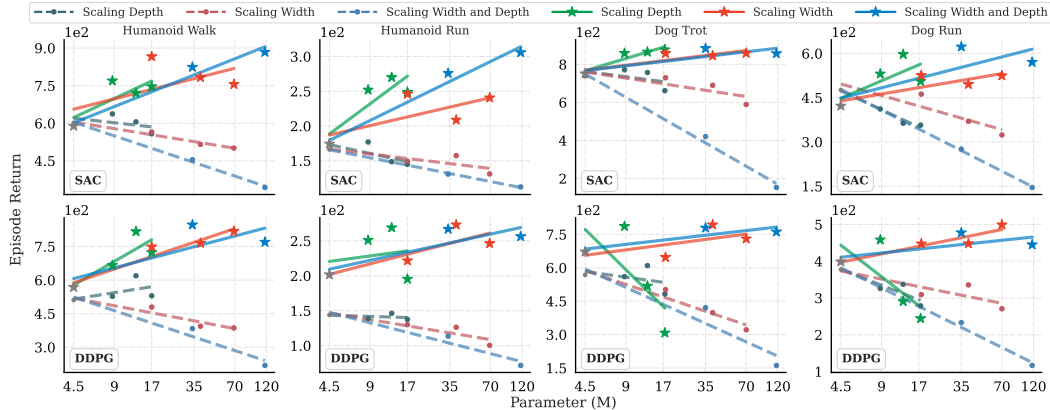 Scaling Depth Scaling Width Scaling Width and Depth Scaling Depth Scaling Width Scaling Width and Depth
Humanoid Walk Humanoid Run Dog Trot Dog Run
1e2 1e2 1e2 1e2
9.0
7.5
6.0
4.5
SAC
3.0
2.5
2.0
1.5
SAC
8
6
4
2
SAC
6.0
4.5
3.0
1.5
SAC
Episode Return
1e2 1e2 1e2 1e2
7.5
6.0
4.5
3.0
DDPG
2.5
2.0
1.5
1.0
DDPG
7.5
6.0
4.5
3.0
1.5
DDPG
5
4
3
2
1
DDPG
4.5 9 17 35 70 120 4.5 9 17 35 70 120 4.5 9 17 35 70 120 4.5 9 17 35 70 120
Parameter (M)